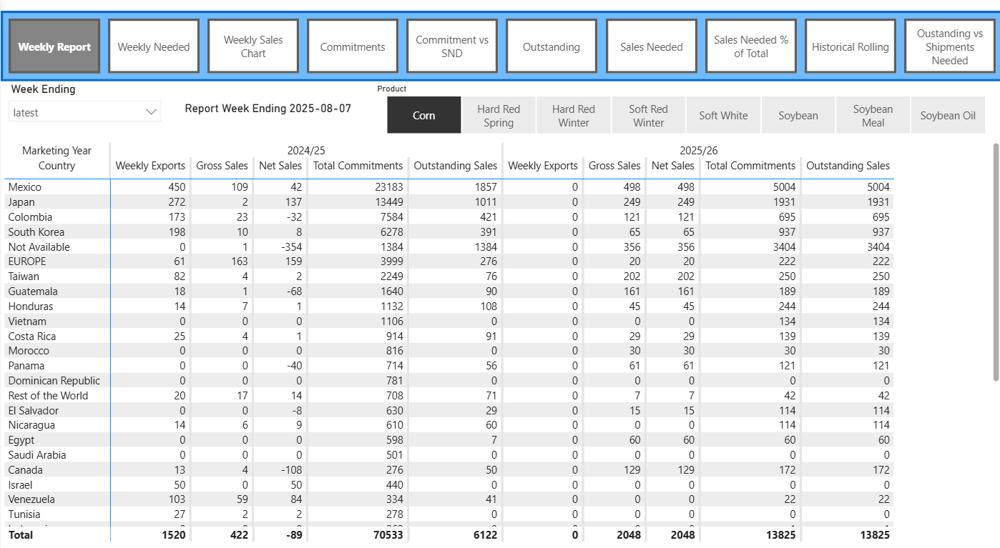 Weekly Report
Weekly Needed
Weekly Sales
Chart
Commitments
Commitment vs
SND
Outstanding
Sales Needed
Sales Needed %
of Total
Historical Rolling
Oustanding vs
Shipments
Needed
Week Ending
latest
Report Week Ending 2025-08-07
Product
Corn
Hard Red
Spring
Hard Red
Winter
Soft Red
Winter
Soft White
Soybean
Soybean
Meal
Soybean Oil
Marketing Year 2024/25 2025/26
Country Weekly Exports Gross Sales Net Sales Total Commitments Outstanding Sales Weekly Exports Gross Sales Net Sales Total Commitments Outstanding Sales
Mexico 450 109 42 23183 1857 0 498 498 5004 5004
Japan 272 2 137 13449 1011 0 249 249 1931 1931
Colombia 173 23 -32 7584 421 0 121 121 695 695
South Korea 198 10 8 6278 391 0 65 65 937 937
Not Available 0 1 -354 1384 1384 0 356 356 3404 3404
EUROPE 61 163 159 3999 276 0 20 20 222 222
Taiwan 82 4 2 2249 76 0 202 202 250 250
Guatemala 18 1 -68 1640 90 0 161 161 189 189
Honduras 14 7 1 1132 108 0 45 45 244 244
Vietnam 0 0 0 1106 0 0 0 0 134 134
Costa Rica 25 4 1 914 91 0 29 29 139 139
Morocco 0 0 0 816 0 0 30 30 30 30
Panama 0 0 -40 714 56 0 61 61 121 121
Dominican Republic 0 0 0 781 0 0 0 0 0 0
Rest of the World 20 17 14 708 71 0 7 7 42 42
El Salvador 0 0 -8 630 29 0 15 15 114 114
Nicaragua 14 6 9 610 60 0 0 0 114 114
Egypt 0 0 0 598 7 0 60 60 60 60
Saudi Arabia 0 0 0 501 0 0 0 0 0 0
Canada 13 4 -108 276 50 0 129 129 172 172
Israel 50 0 50 440 0 0 0 0 0 0
Venezuela 103 59 84 334 41 0 0 0 22 22
Tunisia 27 2 2 278 0 0 0 0 0 0
Total 1520 422 -89 70533 6122 0 2048 2048 13825 13825